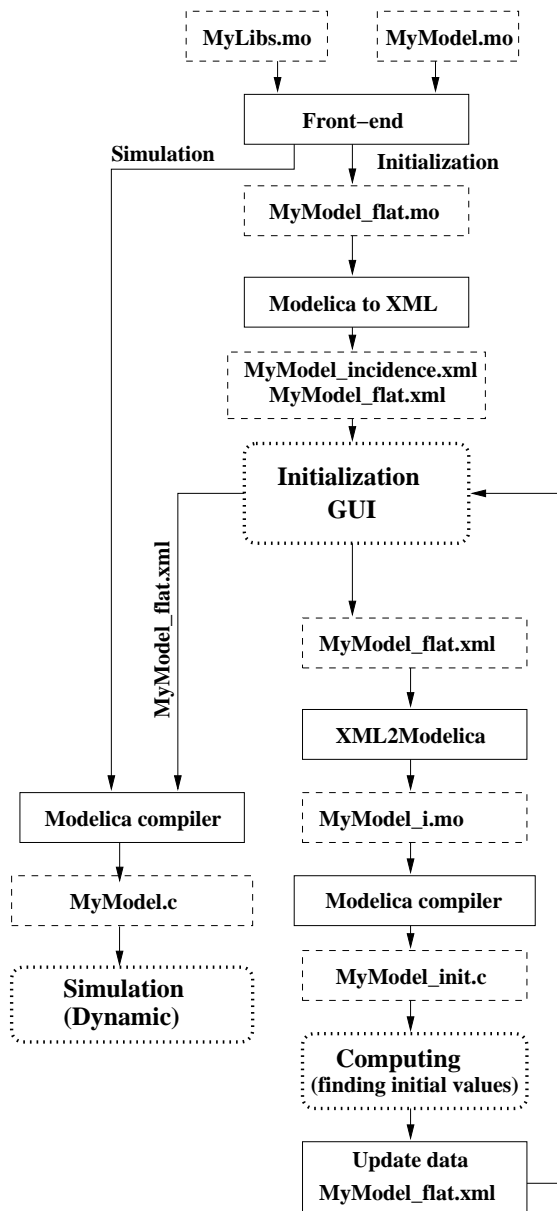 MyLibs.mo
MyModel.mo
Front−end
Simulation
Initialization
MyModel_flat.mo
Modelica to XML
MyModel_incidence.xml
MyModel_flat.xml
Initialization
GUI
MyModel_flat.xml
MyModel_flat.xml
XML2Modelica
Modelica compiler
MyModel_i.mo
MyModel.c
Modelica compiler
Simulation
(Dynamic)
MyModel_init.c
Computing
(finding initial values)
Update data
MyModel_flat.xml